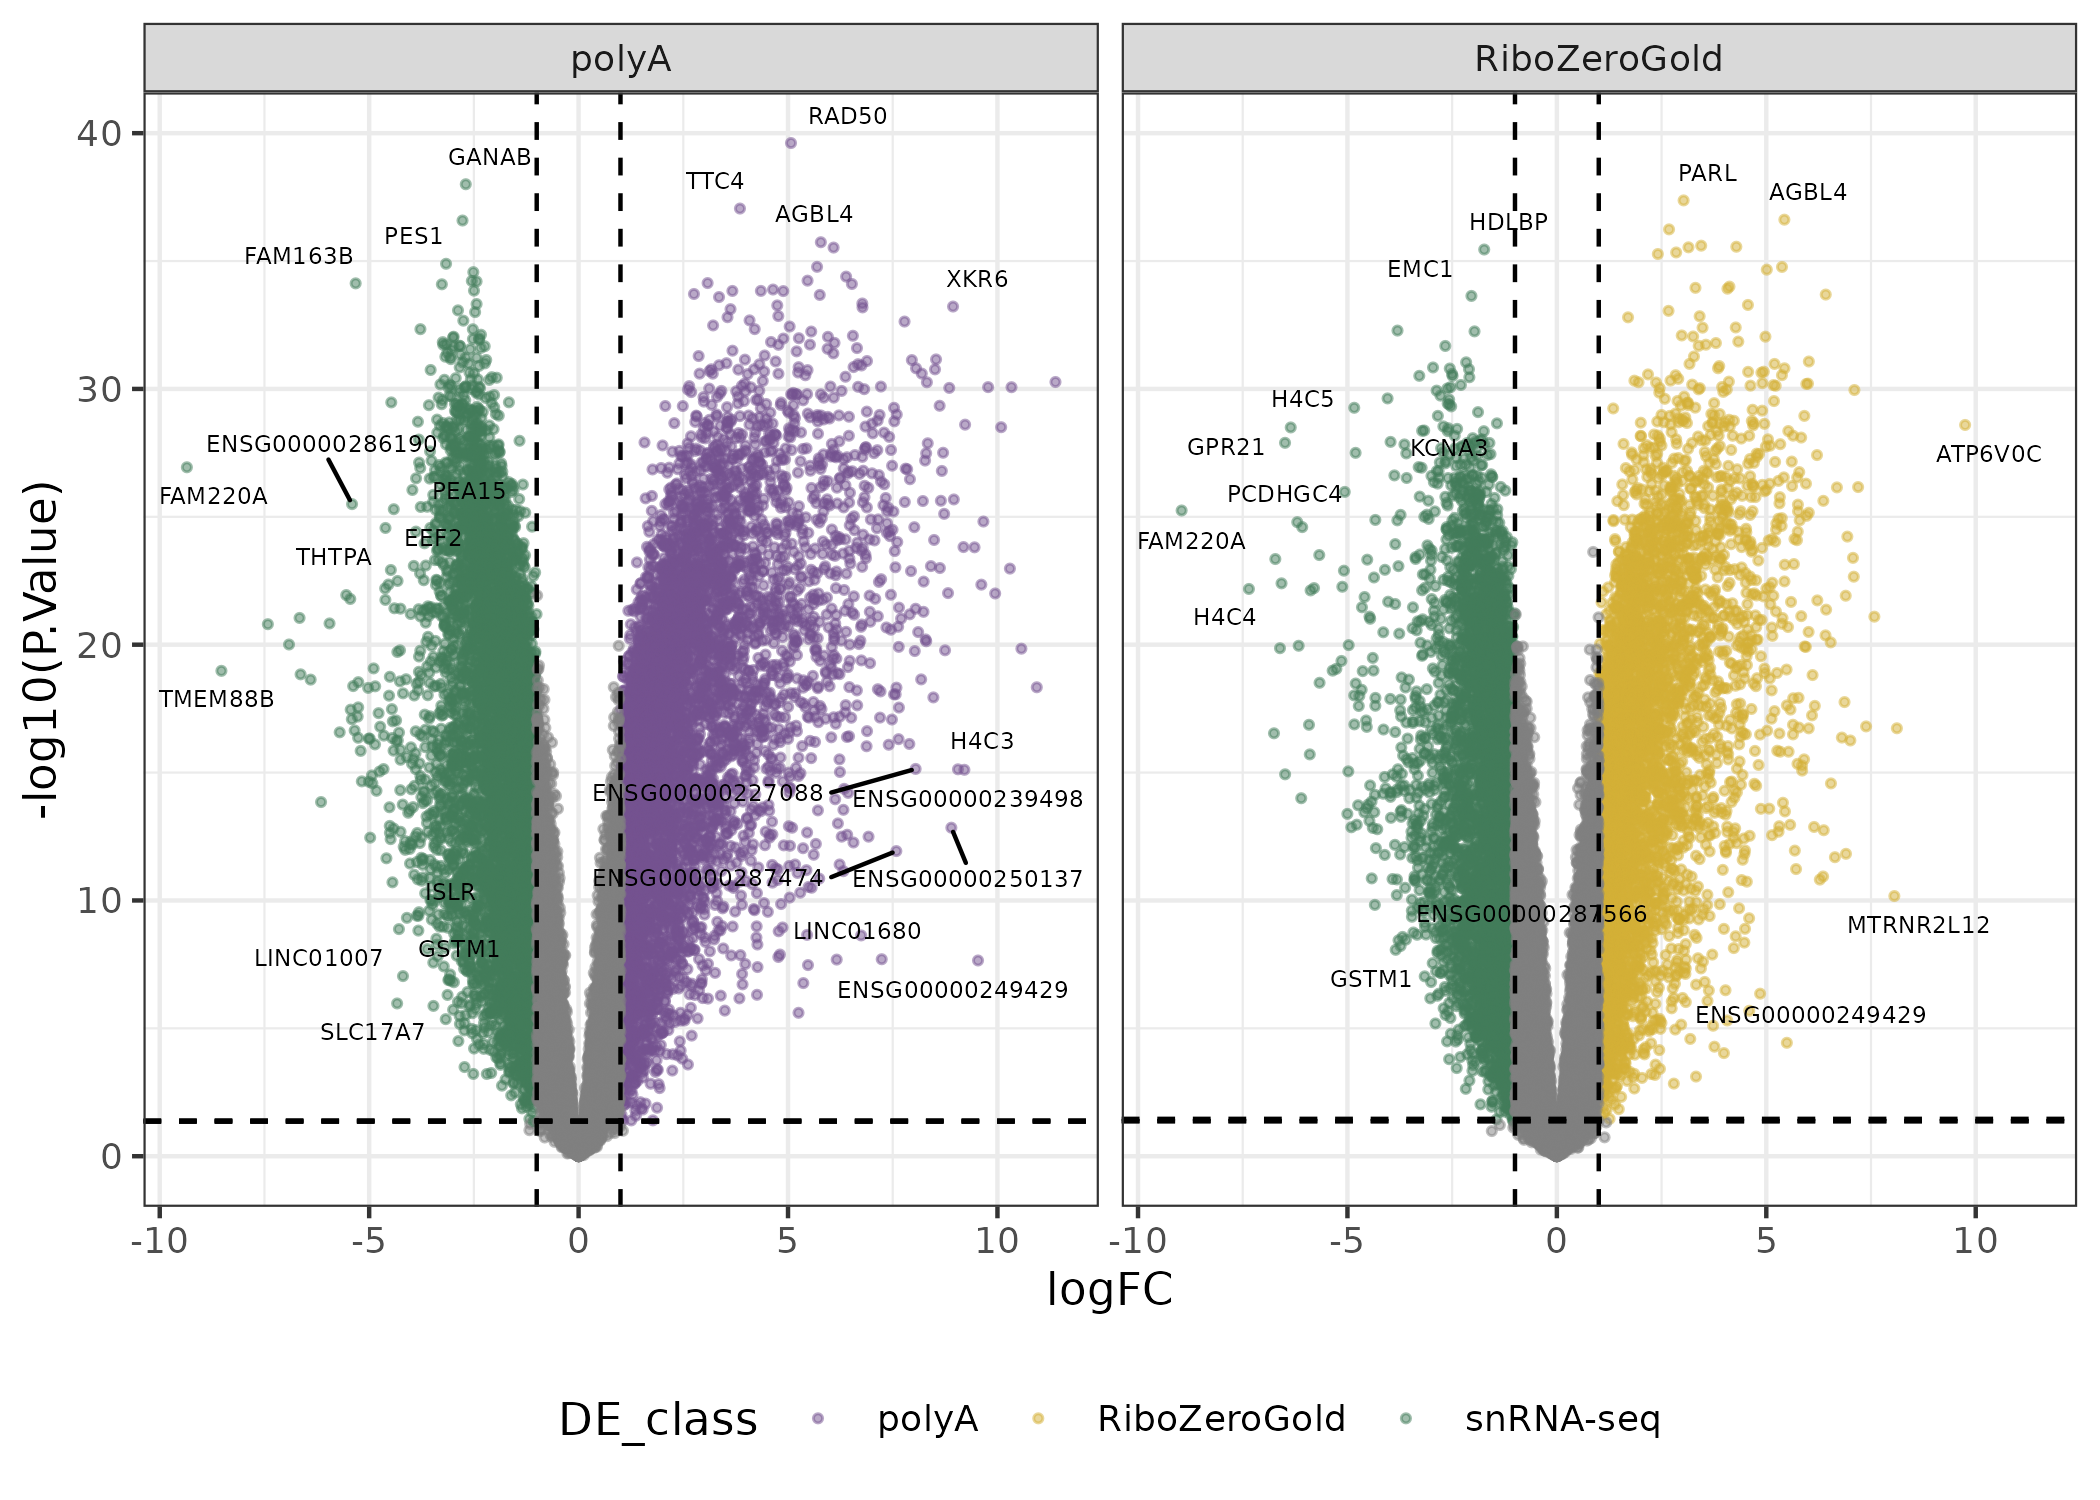 polyA
RiboZeroGold
-log10(P.Value)
40
30
20
10
0
RAD50
GANAB
TTC4
AGBL4
PES1
FAM163B
XKR6
ENSG00000286190
FAM220A
PEA15
EEF2
THTPA
TMEM88B
H4C3
ENSG00000227088
ENSG00000239498
ENSG00000287474
ENSG00000250137
ISLR
LINC01680
GSTM1
LINC01007
ENSG00000249429
SLC17A7
PARL
AGBL4
HDLBP
EMC1
H4C5
GPR21
KCNA3
ATP6V0C
PCDHGC4
FAM220A
H4C4
ENSG00000287566
MTRNR2L12
GSTM1
ENSG00000249429
-10 -5 0 5 10
-10 -5 0 5 10
logFC
DE_class polyA RiboZeroGold snRNA-seq